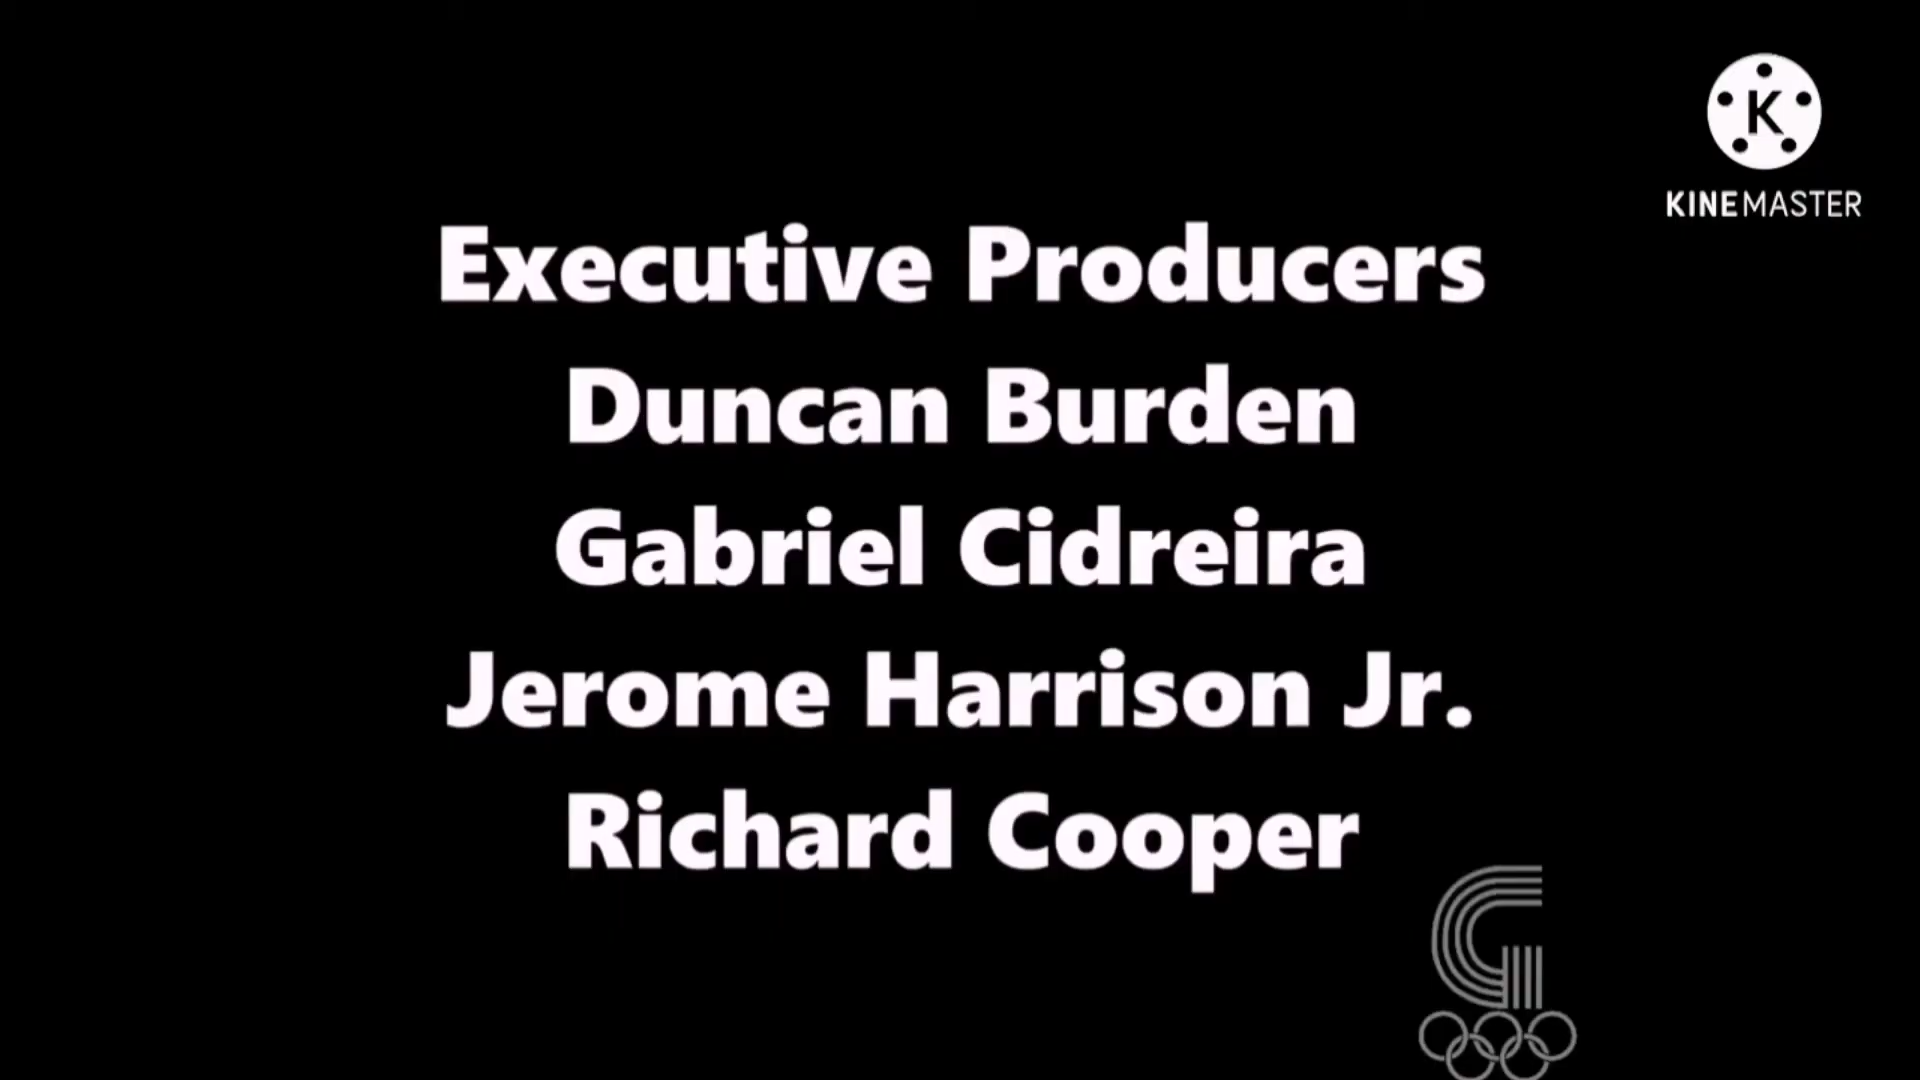 K
KINEMASTER
Executive Producers
Duncan Burden
Gabriel Cidreira
Jerome Harrison Jr.
Richard Cooper
G